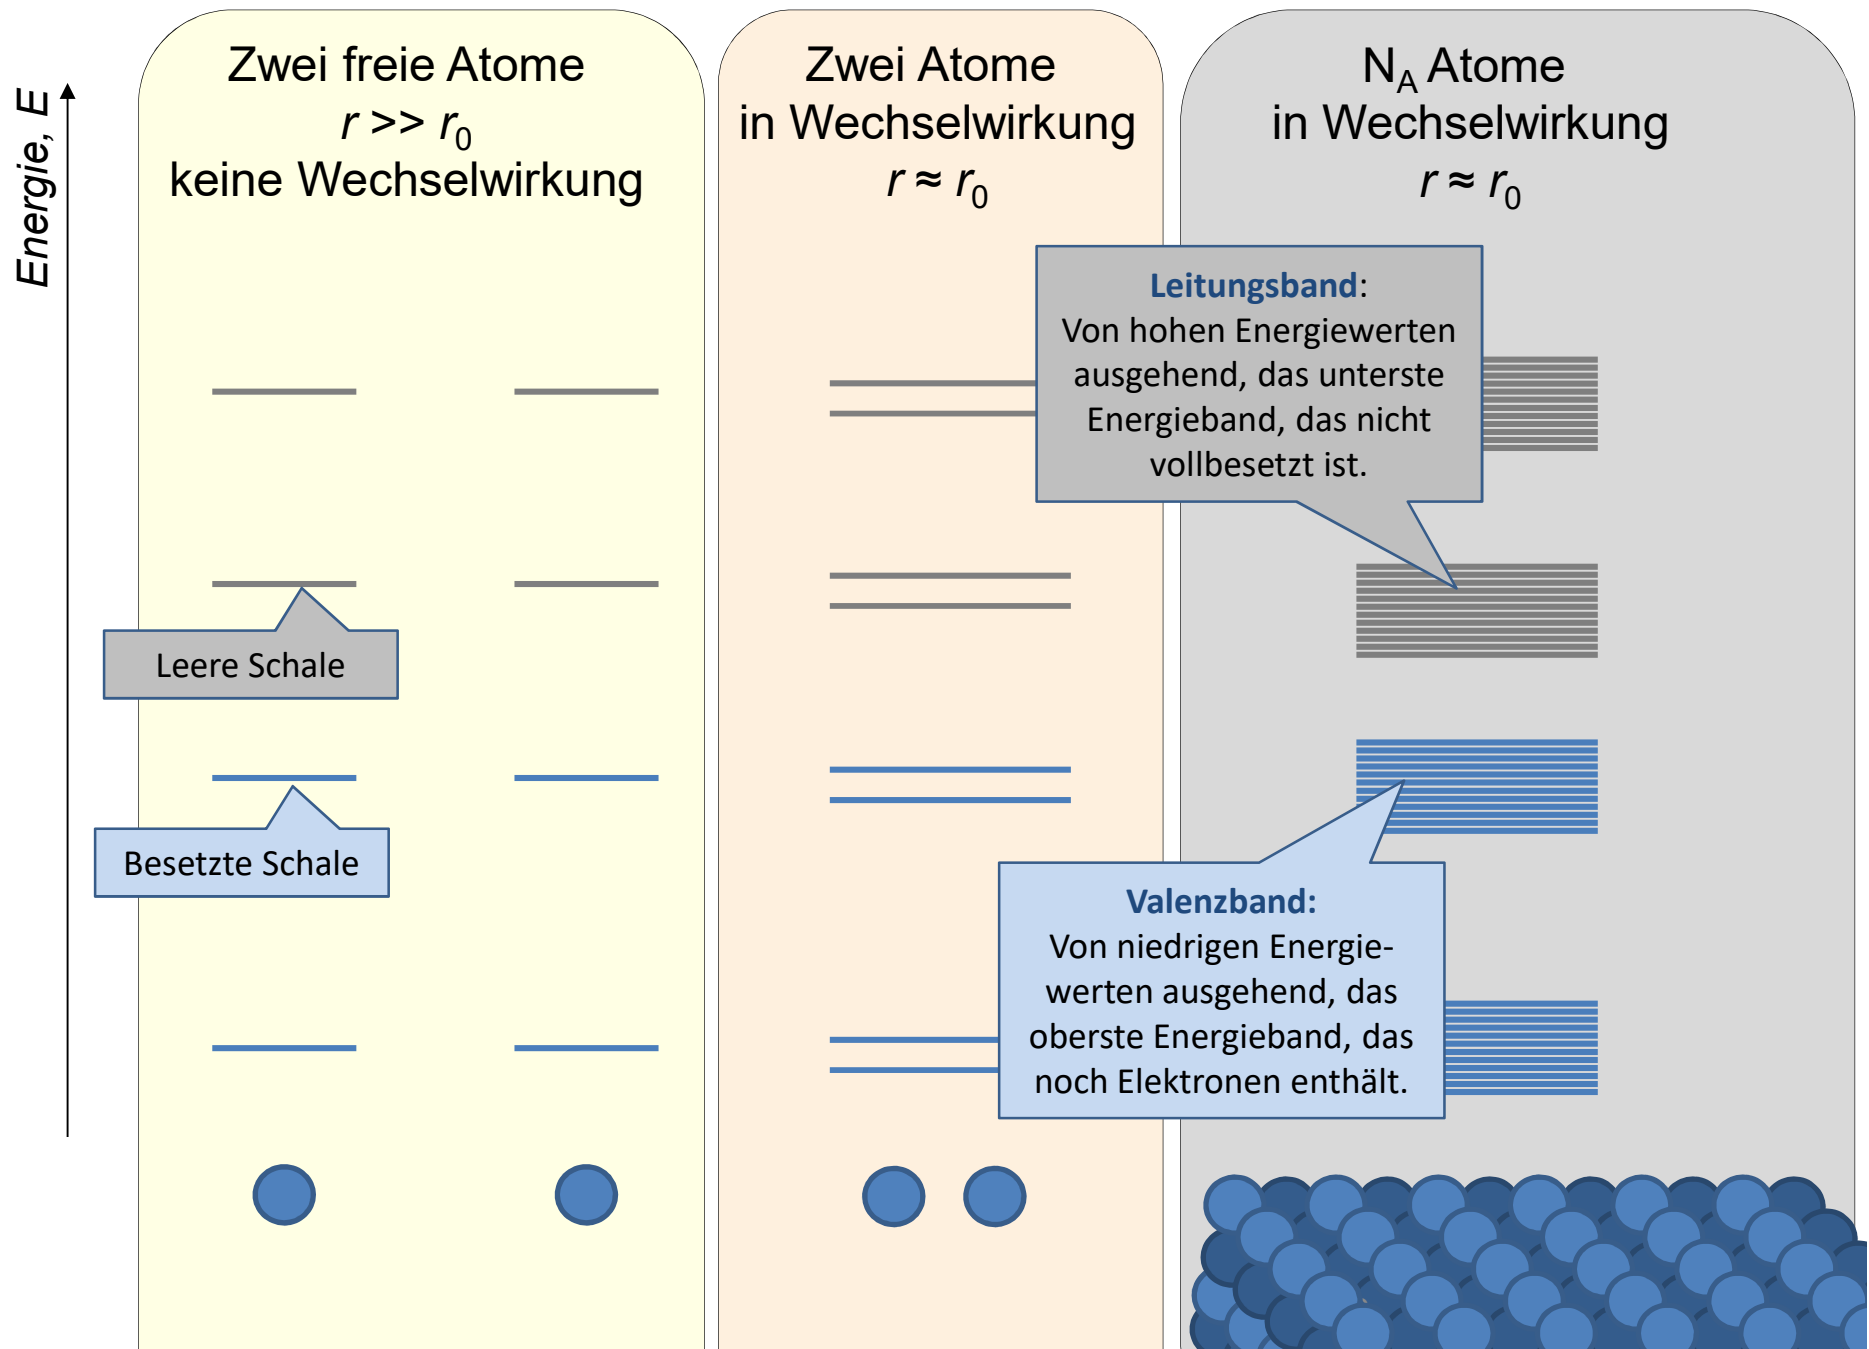 Energie, E
Zwei freie Atome
r >> r₀
keine Wechselwirkung
Zwei Atome
in Wechselwirkung
r ≈ r₀
N_A Atome
in Wechselwirkung
r ≈ r₀
Leitungsband:
Von hohen Energiewerten
ausgehend, das unterste
Energieband, das nicht
vollbesetzt ist.
Leere Schale
Besetzte Schale
Valenzband:
Von niedrigen Energie-
werten ausgehend, das
oberste Energieband, das
noch Elektronen enthält.